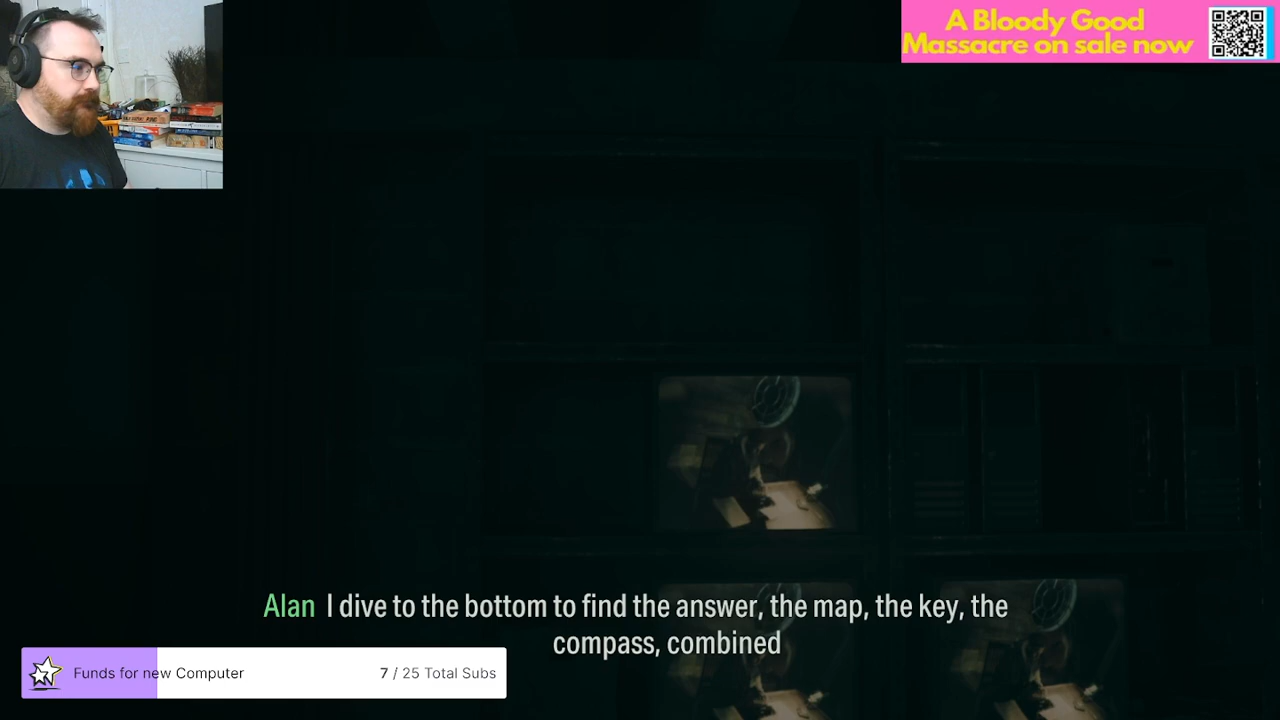 A Bloody Good
Massacre on sale now
Alan I dive to the bottom to find the answer, the map, the key, the
compass, combined
Funds for new Computer 7 / 25 Total Subs